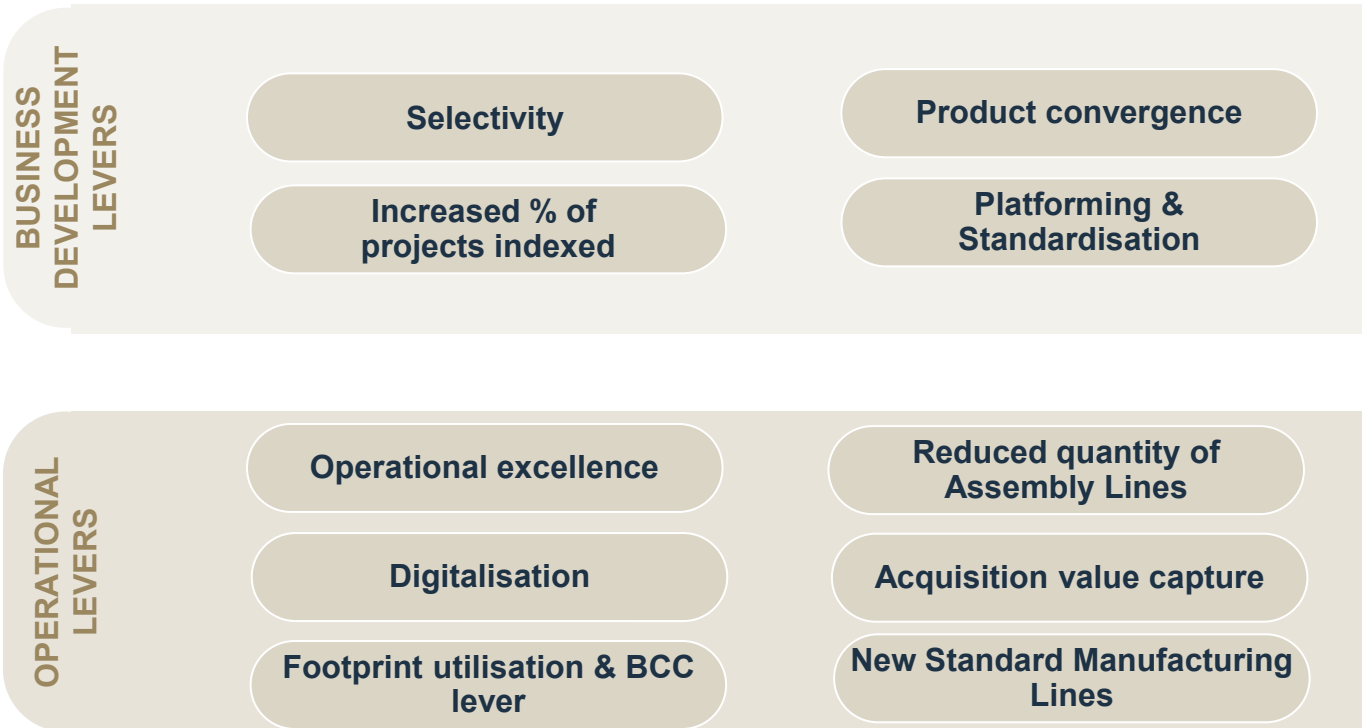 BUSINESS
DEVELOPMENT
LEVERS
Selectivity
Product convergence
Increased % of
projects indexed
Platforming &
Standardisation
OPERATIONAL
LEVERS
Operational excellence
Reduced quantity of
Assembly Lines
Digitalisation
Acquisition value capture
Footprint utilisation & BCC
lever
New Standard Manufacturing
Lines